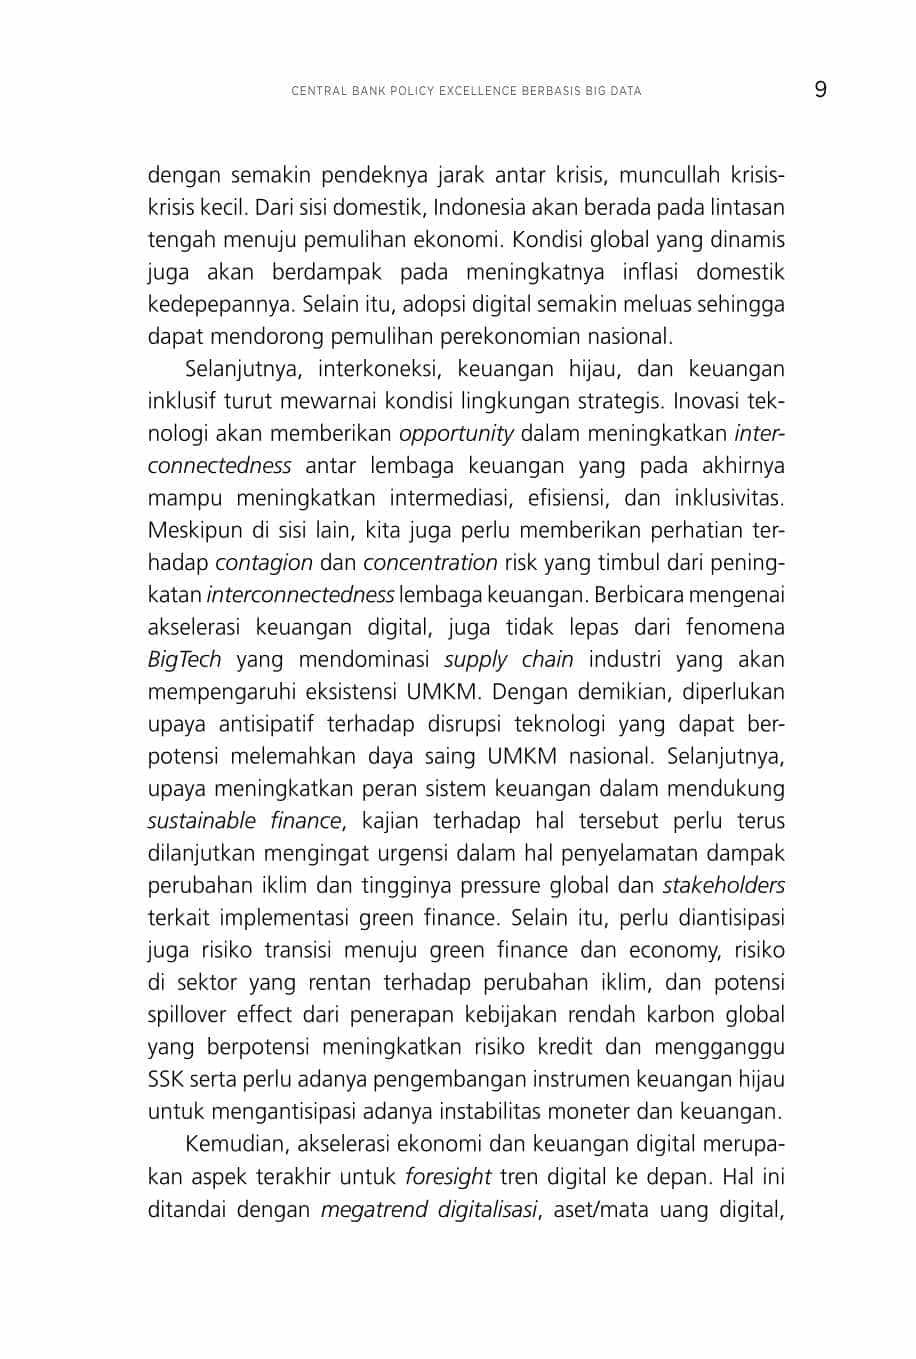 CENTRAL BANK POLICY EXCELLENCE BERBASIS BIG DATA 9
dengan semakin pendeknya jarak antar krisis, muncullah krisis-
krisis kecil. Dari sisi domestik, Indonesia akan berada pada lintasan
tengah menuju pemulihan ekonomi. Kondisi global yang dinamis
juga akan berdampak pada meningkatnya inflasi domestik
kedepepannya. Selain itu, adopsi digital semakin meluas sehingga
dapat mendorong pemulihan perekonomian nasional.
Selanjutnya, interkoneksi, keuangan hijau, dan keuangan
inklusif turut mewarnai kondisi lingkungan strategis. Inovasi tek-
nologi akan memberikan opportunity dalam meningkatkan inter-
connectedness antar lembaga keuangan yang pada akhirnya
mampu meningkatkan intermediasi, efisiensi, dan inklusivitas.
Meskipun di sisi lain, kita juga perlu memberikan perhatian ter-
hadap contagion dan concentration risk yang timbul dari pening-
katan interconnectedness lembaga keuangan. Berbicara mengenai
akselerasi keuangan digital, juga tidak lepas dari fenomena
BigTech yang mendominasi supply chain industri yang akan
mempengaruhi eksistensi UMKM. Dengan demikian, diperlukan
upaya antisipatif terhadap disrupsi teknologi yang dapat ber-
potensi melemahkan daya saing UMKM nasional. Selanjutnya,
upaya meningkatkan peran sistem keuangan dalam mendukung
sustainable finance, kajian terhadap hal tersebut perlu terus
dilanjutkan mengingat urgensi dalam hal penyelamatan dampak
perubahan iklim dan tingginya pressure global dan stakeholders
terkait implementasi green finance. Selain itu, perlu diantisipasi
juga risiko transisi menuju green finance dan economy, risiko
di sektor yang rentan terhadap perubahan iklim, dan potensi
spillover effect dari penerapan kebijakan rendah karbon global
yang berpotensi meningkatkan risiko kredit dan mengganggu
SSK serta perlu adanya pengembangan instrumen keuangan hijau
untuk mengantisipasi adanya instabilitas moneter dan keuangan.
Kemudian, akselerasi ekonomi dan keuangan digital merupa-
kan aspek terakhir untuk foresight tren digital ke depan. Hal ini
ditandai dengan megatrend digitalisasi, aset/mata uang digital,